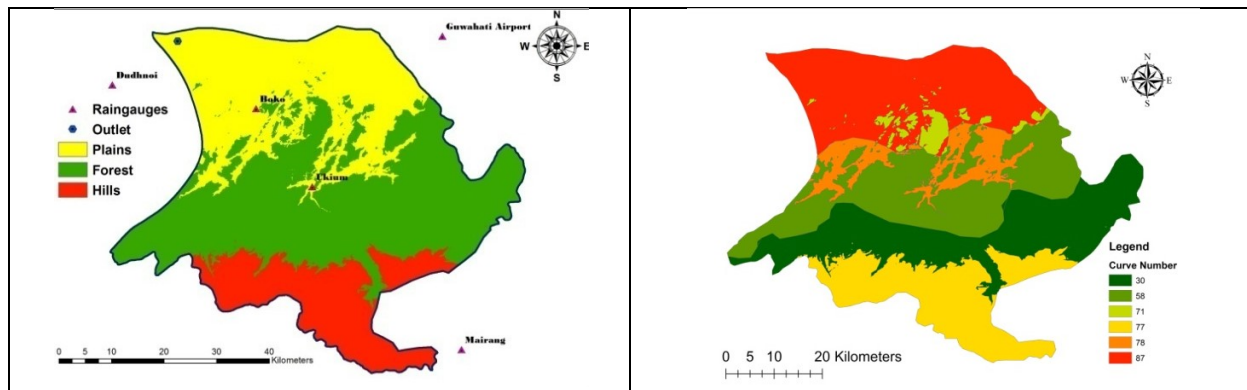 Guwahati Airport
N
W E
S
Dudhnoi
Raingauges
Outlet
Plains
Forest
Hills
Boko
Ukium
Mairang
0 5 10 20 30 40
Kilometers
N
W E
S
Legend
Curve Number
30
58
71
77
78
87
0 5 10 20 Kilometers